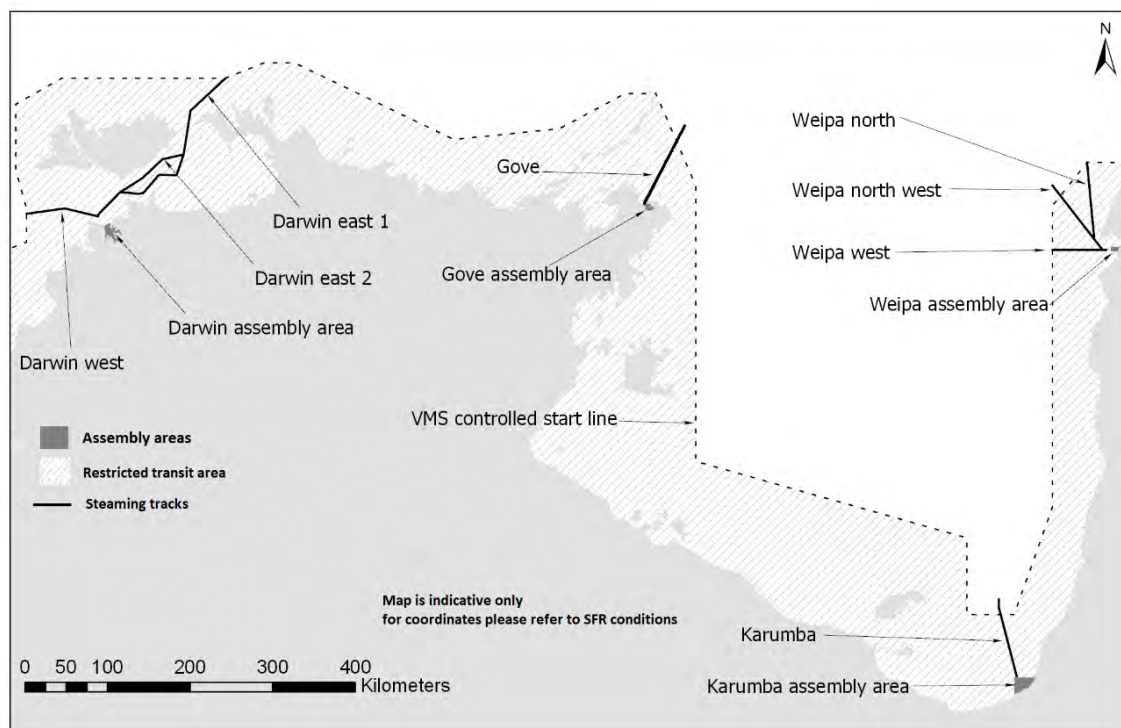 N
Weipa north
Gove
Weipa north west
Darwin east 1
Weipa west
Darwin east 2
Gove assembly area
Weipa assembly area
Darwin assembly area
Darwin west
VMS controlled start line
Assembly areas
Restricted transit area
Steaming tracks
Map is indicative only
for coordinates please refer to SFR conditions
Karumba
0 50 100 200 300 400
Kilometers
Karumba assembly area